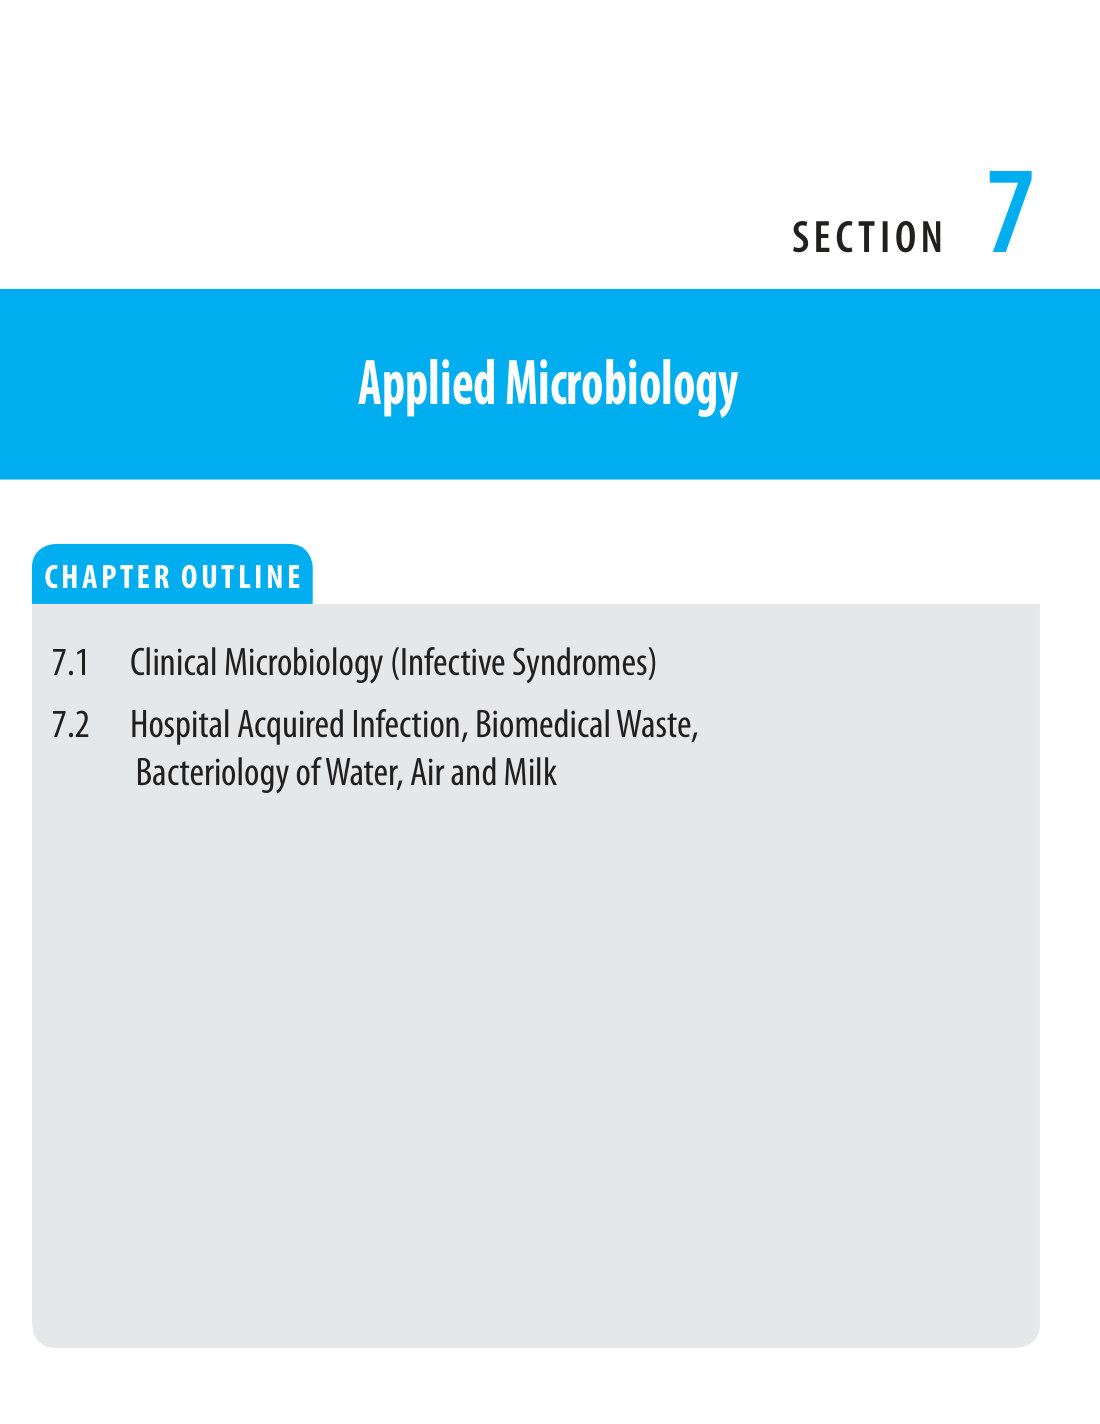 SECTION 7
Applied Microbiology
CHAPTER OUTLINE
7.1 Clinical Microbiology (Infective Syndromes)
7.2 Hospital Acquired Infection, Biomedical Waste,
Bacteriology of Water, Air and Milk